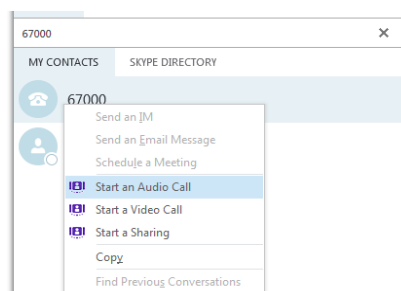 67000
MY CONTACTS SKYPE DIRECTORY
67000
Send an IM
Send an Email Message
Schedule a Meeting
Start an Audio Call
Start a Video Call
Start a Sharing
Copy
Find Previous Conversations